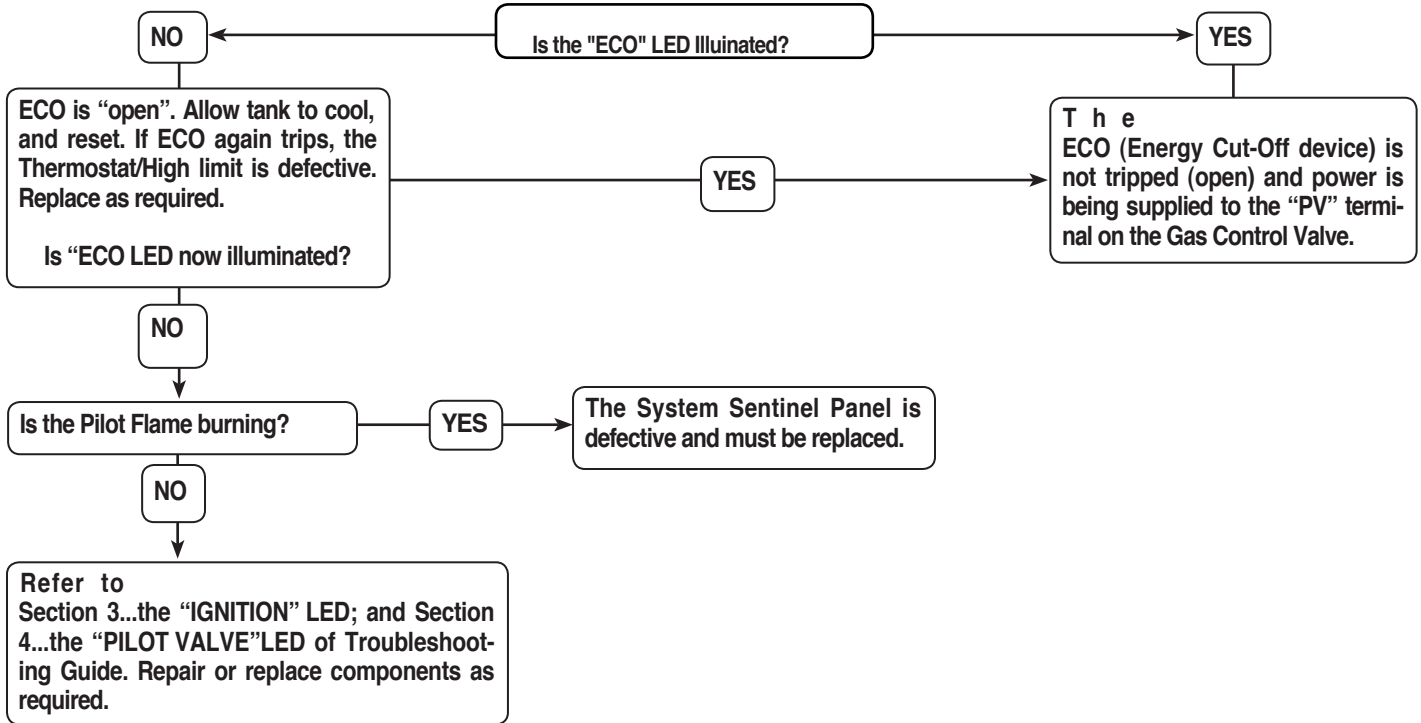 NO
Is the "ECO" LED Illuinated?
YES
ECO is “open”. Allow tank to cool,
and reset. If ECO again trips, the
Thermostat/High limit is defective.
Replace as required.
Is “ECO LED now illuminated?
YES
The
ECO (Energy Cut-Off device) is
not tripped (open) and power is
being supplied to the “PV” termi-
nal on the Gas Control Valve.
NO
Is the Pilot Flame burning?
YES
The System Sentinel Panel is
defective and must be replaced.
NO
Refer to
Section 3...the “IGNITION” LED; and Section
4...the “PILOT VALVE”LED of Troubleshoot-
ing Guide. Repair or replace components as
required.